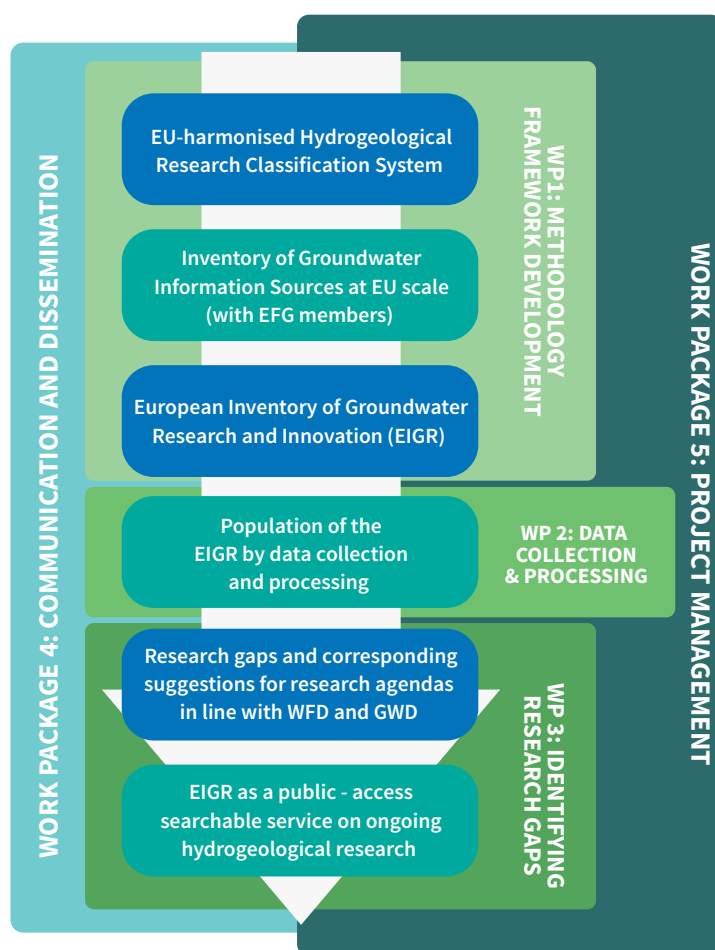 WORK PACKAGE 4: COMMUNICATION AND DISSEMINATION
EU-harmonised Hydrogeological
Research Classification System
Inventory of Groundwater
Information Sources at EU scale
(with EFG members)
European Inventory of Groundwater
Research and Innovation (EIGR)
WP1: METHODOLOGY
FRAMEWORK DEVELOPMENT
Population of the
EIGR by data collection
and processing
WP 2: DATA
COLLECTION
& PROCESSING
Research gaps and corresponding
suggestions for research agendas
in line with WFD and GWD
EIGR as a public - access
searchable service on ongoing
hydrogeological research
WP 3: IDENTIFYING
RESEARCH GAPS
WORK PACKAGE 5: PROJECT MANAGEMENT